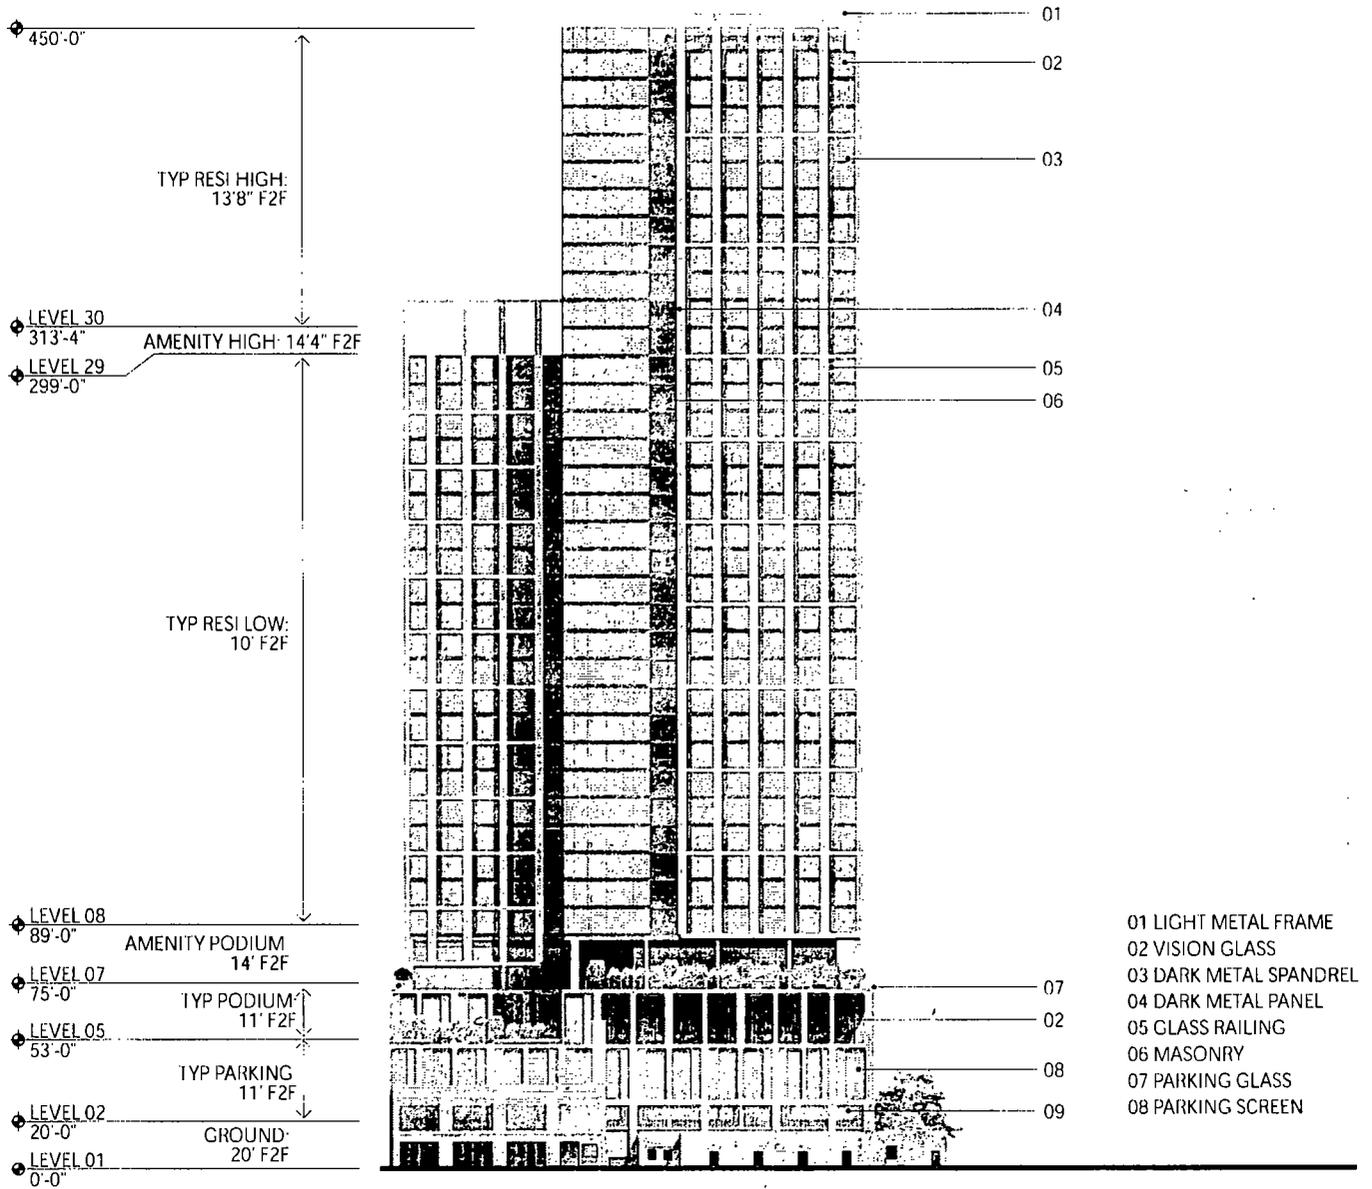 450'-0"
TYP RESI HIGH:
13'8" F2F
LEVEL 30
313'-4"
AMENITY HIGH: 14'4" F2F
LEVEL 29
299'-0"
TYP RESI LOW:
10' F2F
LEVEL 08
89'-0"
AMENITY PODIUM
14' F2F
LEVEL 07
75'-0"
TYP PODIUM:
11' F2F
LEVEL 05
53'-0"
TYP PARKING
11' F2F
LEVEL 02
20'-0"
GROUND:
20' F2F
LEVEL 01
0'-0"
01
02
03
04
05
06
07
02
08
09
01 LIGHT METAL FRAME
02 VISION GLASS
03 DARK METAL SPANDREL
04 DARK METAL PANEL
05 GLASS RAILING
06 MASONRY
07 PARKING GLASS
08 PARKING SCREEN